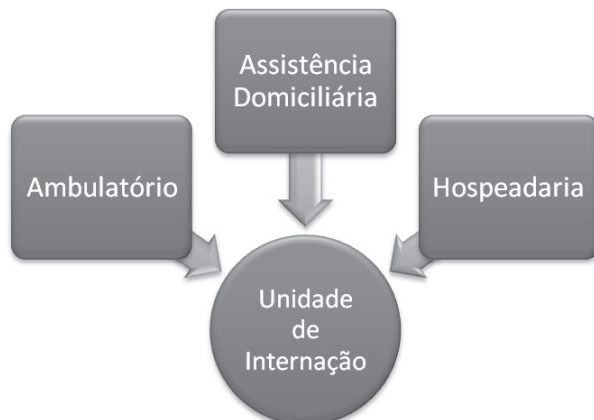 Assistência
Domiciliária
Ambulatório
Hospeadaria
Unidade
de
Internação